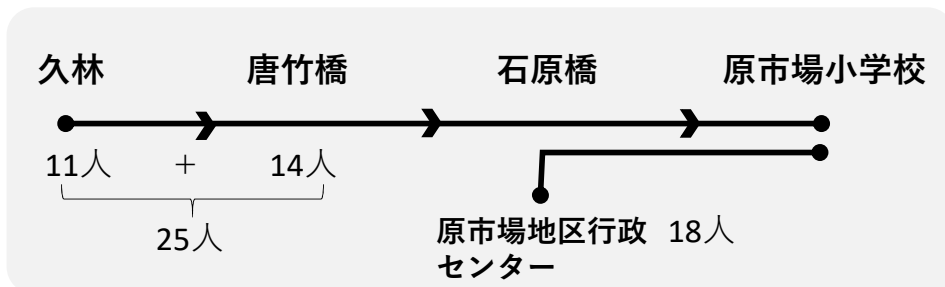 久林 唐竹橋 石原橋 原市場小学校
11人 + 14人
25人
原市場地区行政 18人
センター